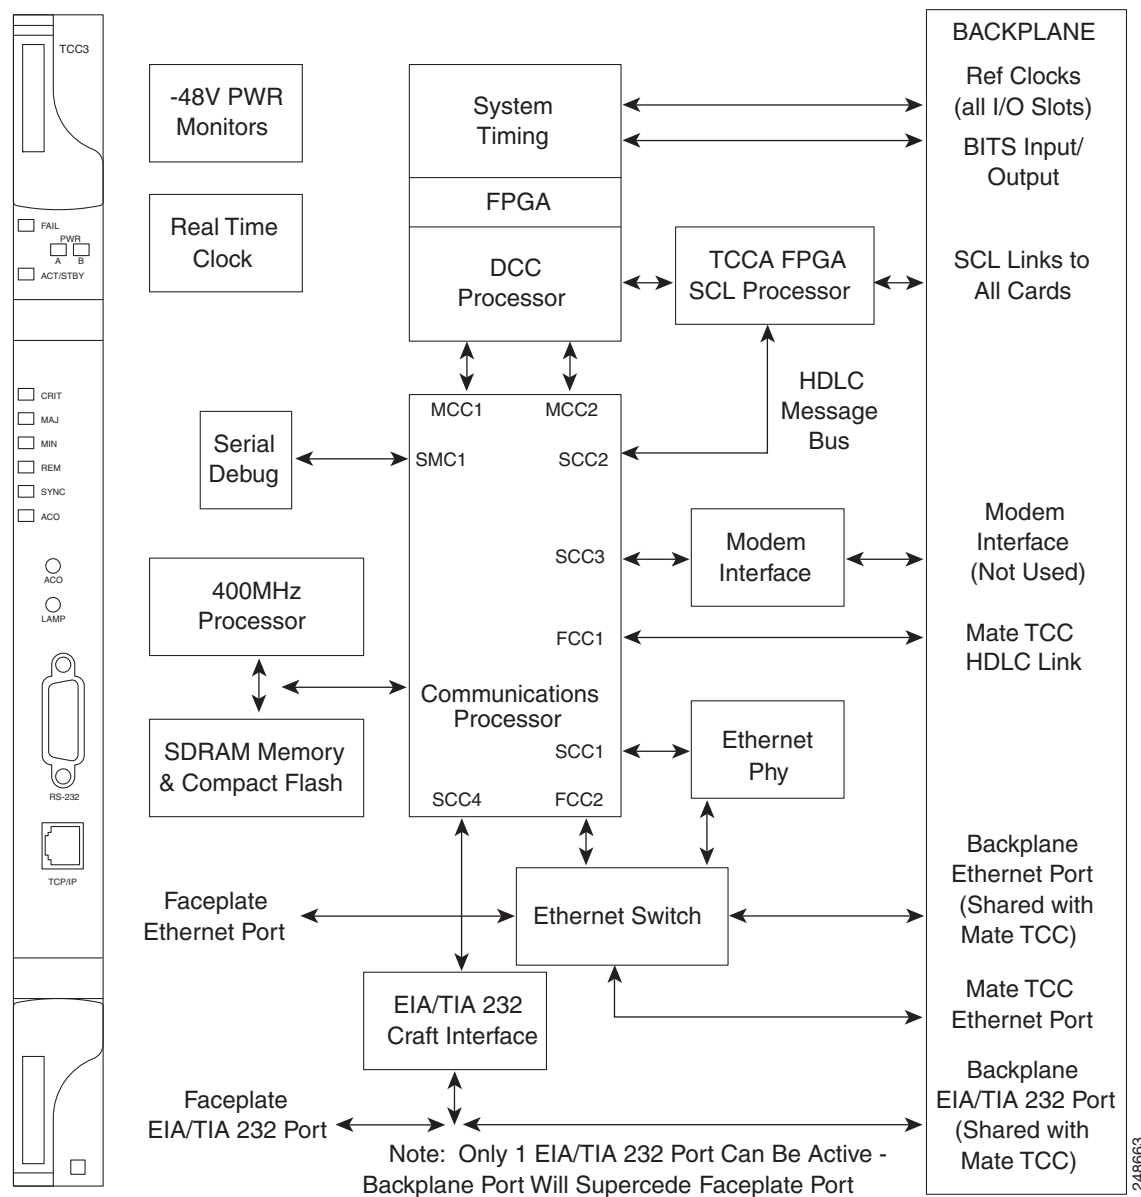 TCC3
FAIL
PWR
A B
ACT/STBY
CRIT
MAJ
MIN
REM
SYNC
ACO
ACO
LAMP
RS-232
TCP/IP
-48V PWR
Monitors
Real Time
Clock
System
Timing
FPGA
DCC
Processor
TCCA FPGA
SCL Processor
HDLC
Message
Bus
Serial
Debug
MCC1
MCC2
SMC1
SCC2
SCC3
FCC1
Communications
Processor
SCC1
SCC4
FCC2
400MHz
Processor
SDRAM Memory
& Compact Flash
Modem
Interface
Ethernet
Phy
Faceplate
Ethernet Port
Ethernet Switch
EIA/TIA 232
Craft Interface
Faceplate
EIA/TIA 232 Port
Note: Only 1 EIA/TIA 232 Port Can Be Active -
Backplane Port Will Supercede Faceplate Port
BACKPLANE
Ref Clocks
(all I/O Slots)
BITS Input/
Output
SCL Links to
All Cards
Modem
Interface
(Not Used)
Mate TCC
HDLC Link
Backplane
Ethernet Port
(Shared with
Mate TCC)
Mate TCC
Ethernet Port
Backplane
EIA/TIA 232 Port
(Shared with
Mate TCC)
248663